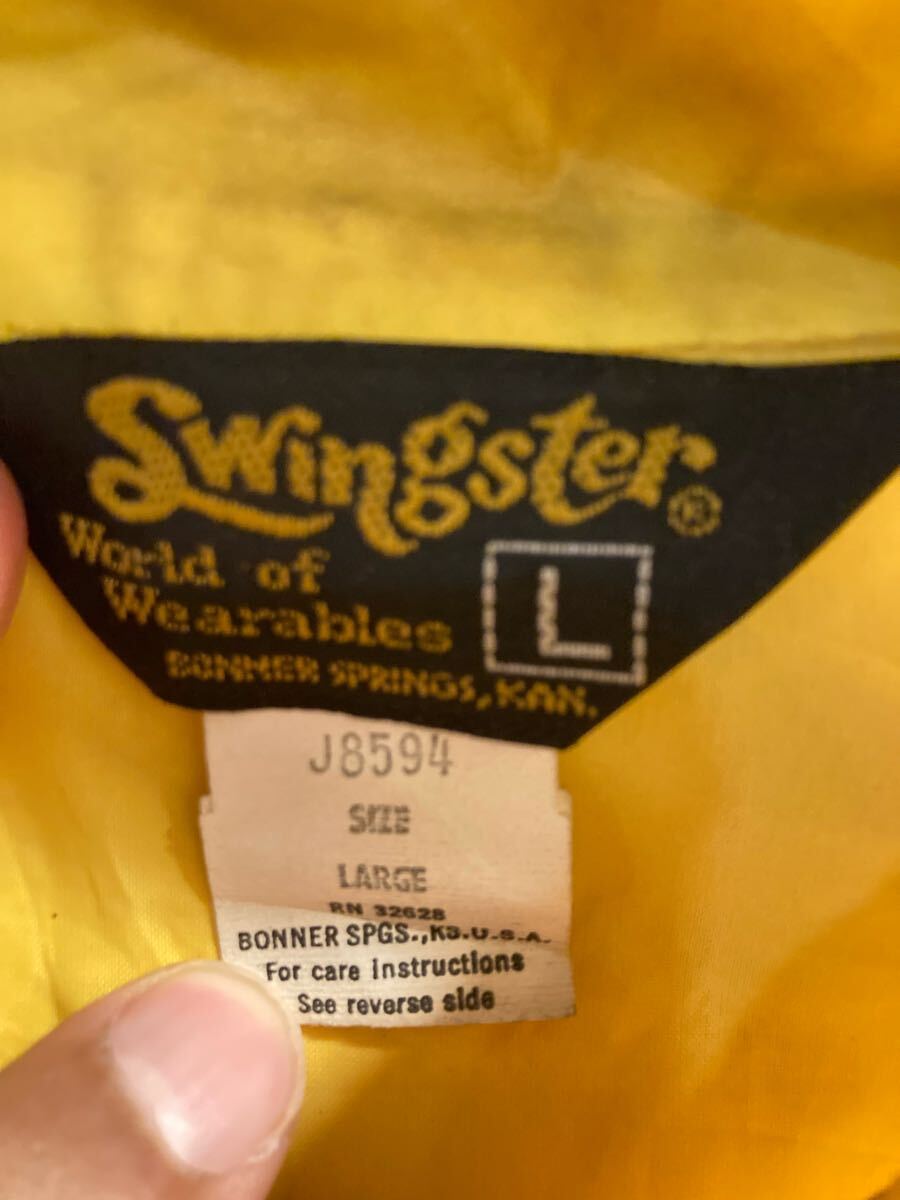 Swingster®
World of
Wearables
L
BONNER SPRINGS, KAN.
J8594
SIZE
LARGE
RN 32628
BONNER SPGS., KS. U.S.A.
For care instructions
See reverse side